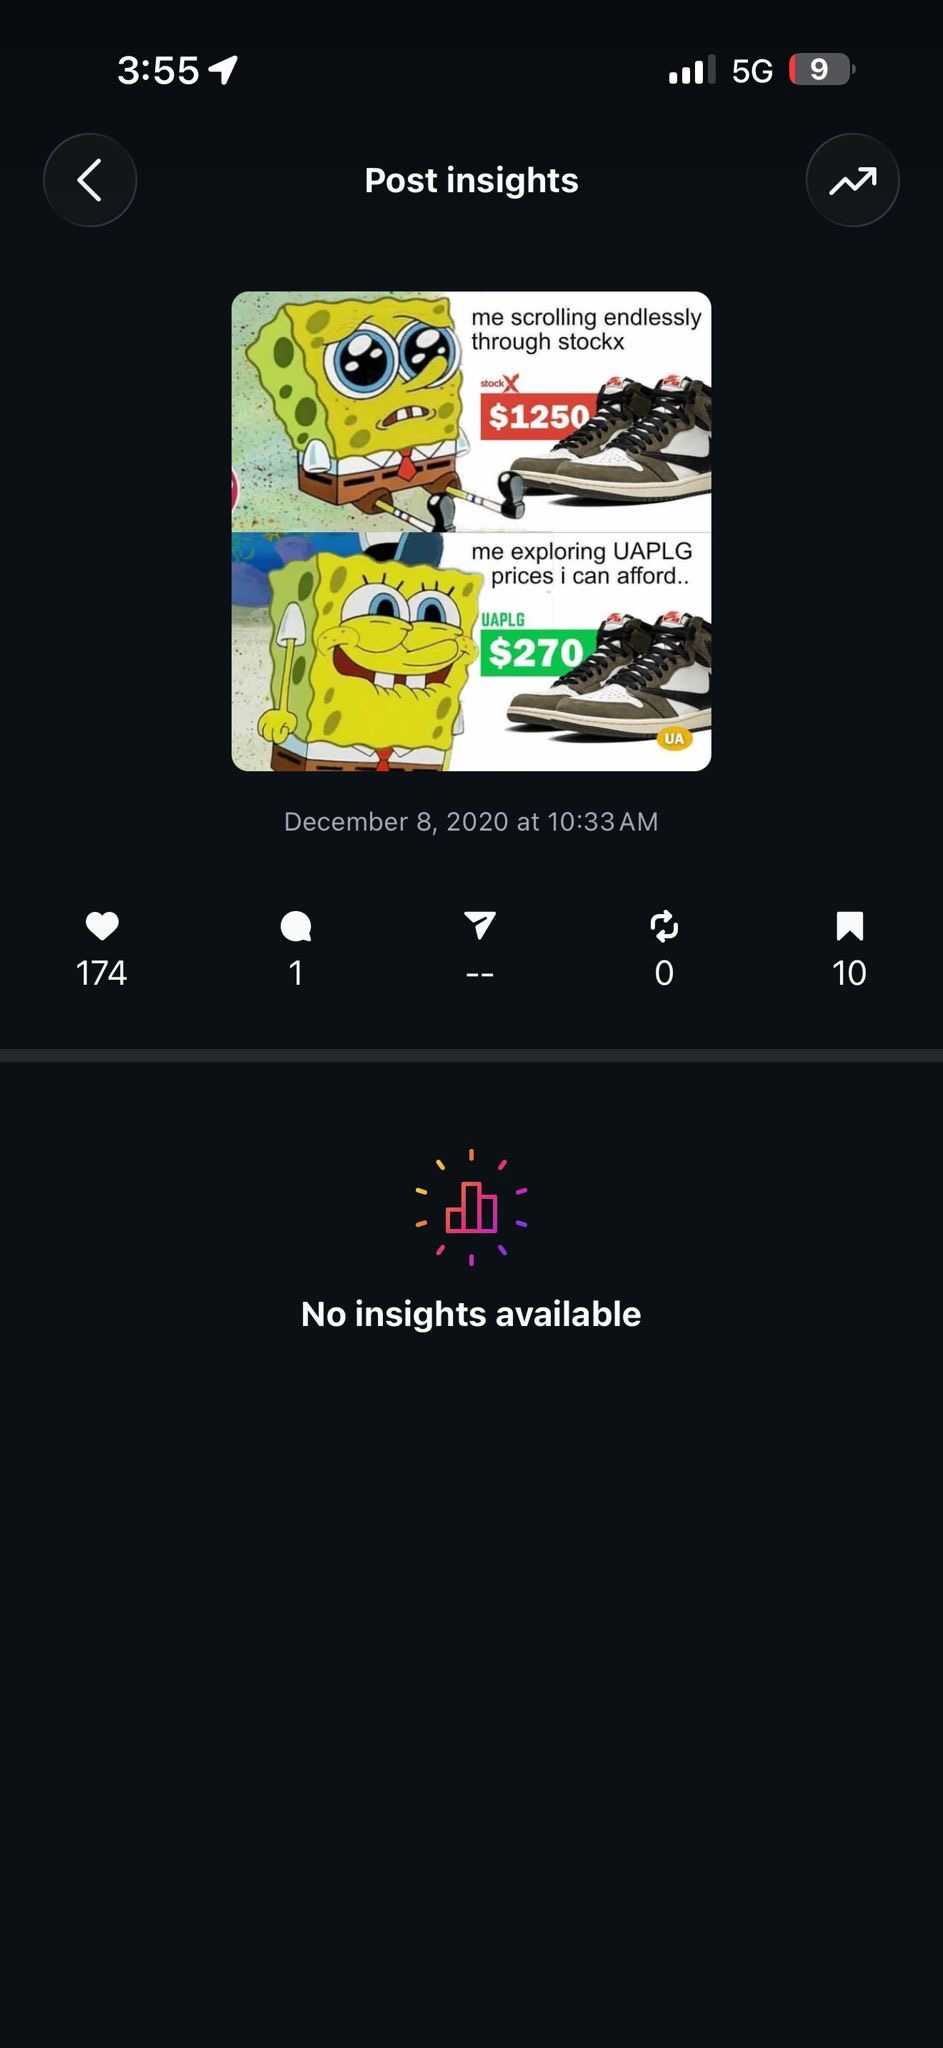 3:55
5G
9
Post insights
me scrolling endlessly
through stockx
stockX
$1250
me exploring UAPLG
prices i can afford..
UAPLG
$270
UA
December 8, 2020 at 10:33 AM
174
1
--
0
10
No insights available